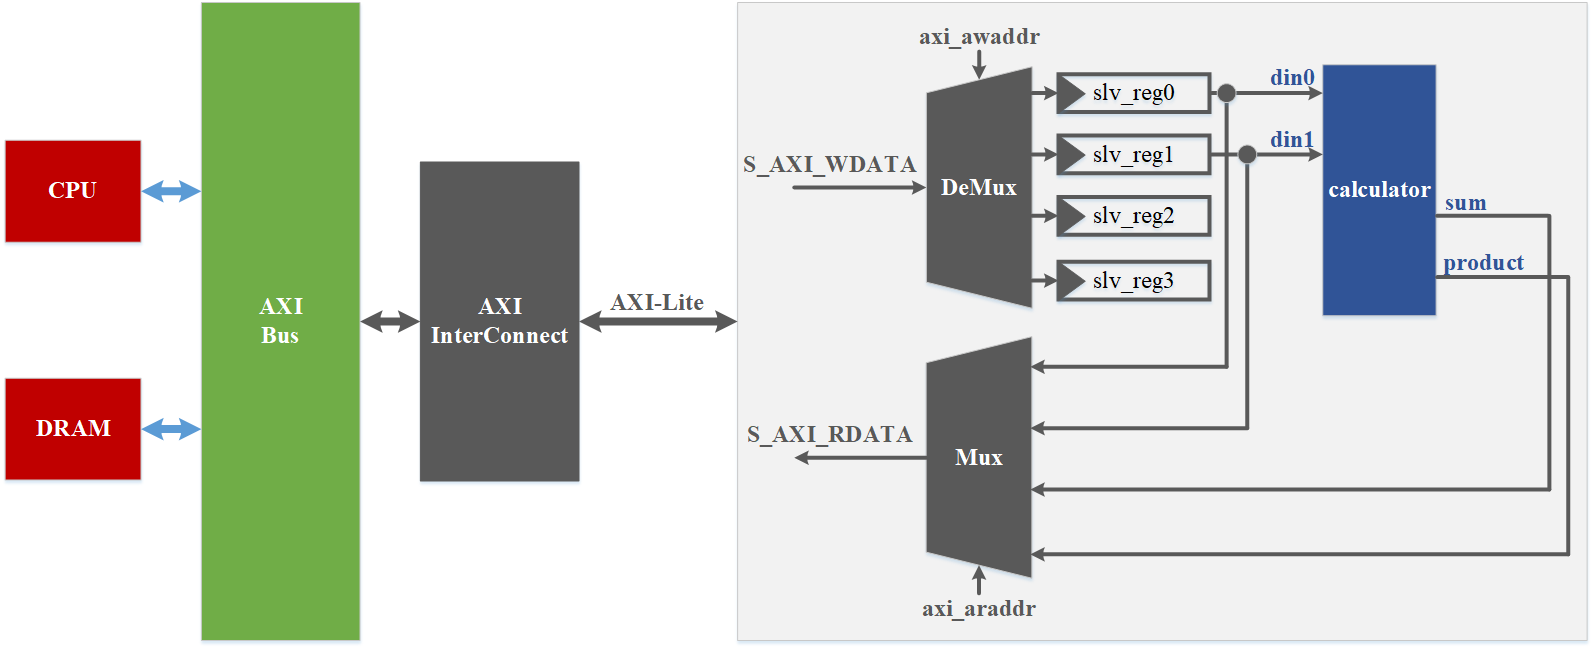 CPU
DRAM
AXI
Bus
AXI
InterConnect
AXI-Lite
axi_awaddr
S_AXI_WDATA
DeMux
slv_reg0
slv_reg1
slv_reg2
slv_reg3
din0
din1
calculator
sum
product
S_AXI_RDATA
Mux
axi_araddr